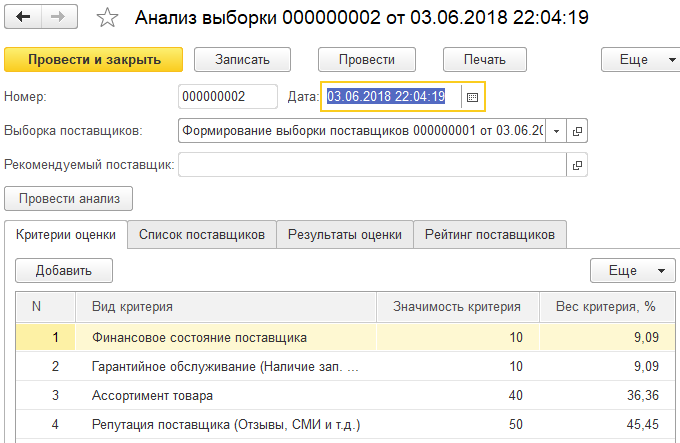 Анализ выборки 000000002 от 03.06.2018 22:04:19
Провести и закрыть Записать Провести Печать Еще
Номер: 000000002 Дата: 03.06.2018 22:04:19
Выборка поставщиков: Формирование выборки поставщиков 000000001 от 03.06.20
Рекомендуемый поставщик:
Провести анализ
Критерии оценки Список поставщиков Результаты оценки Рейтинг поставщиков
Добавить Еще
N Вид критерия Значимость критерия Вес критерия, %
1 Финансовое состояние поставщика 10 9,09
2 Гарантийное обслуживание (Наличие зап. ... 10 9,09
3 Ассортимент товара 40 36,36
4 Репутация поставщика (Отзывы, СМИ и т.д.) 50 45,45